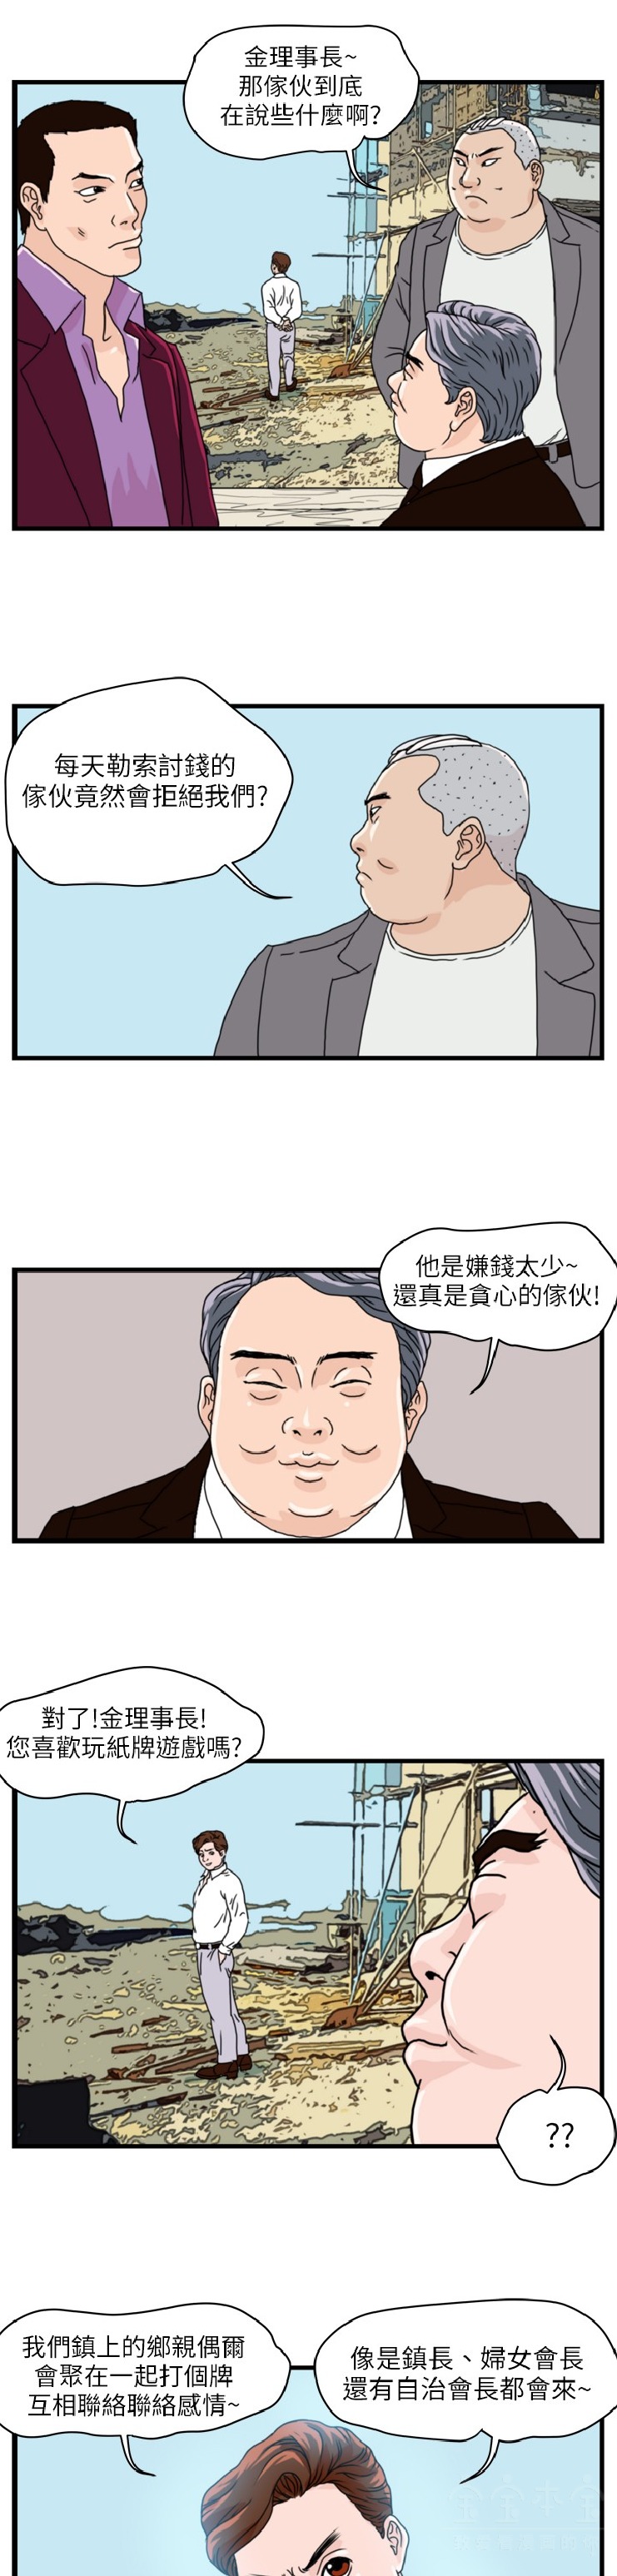 金理事長~
那傢伙到底
在說些什麼啊?
每天勒索討錢的
傢伙竟然會拒絕我們?
他是嫌錢太少~
還真是貪心的傢伙!
對了!金理事長!
您喜歡玩紙牌遊戲嗎?
??
我們鎮上的鄉親偶爾
會聚在一起打個牌
互相聯絡聯絡感情~
像是鎮長、婦女會長
還有自治會長都會來~